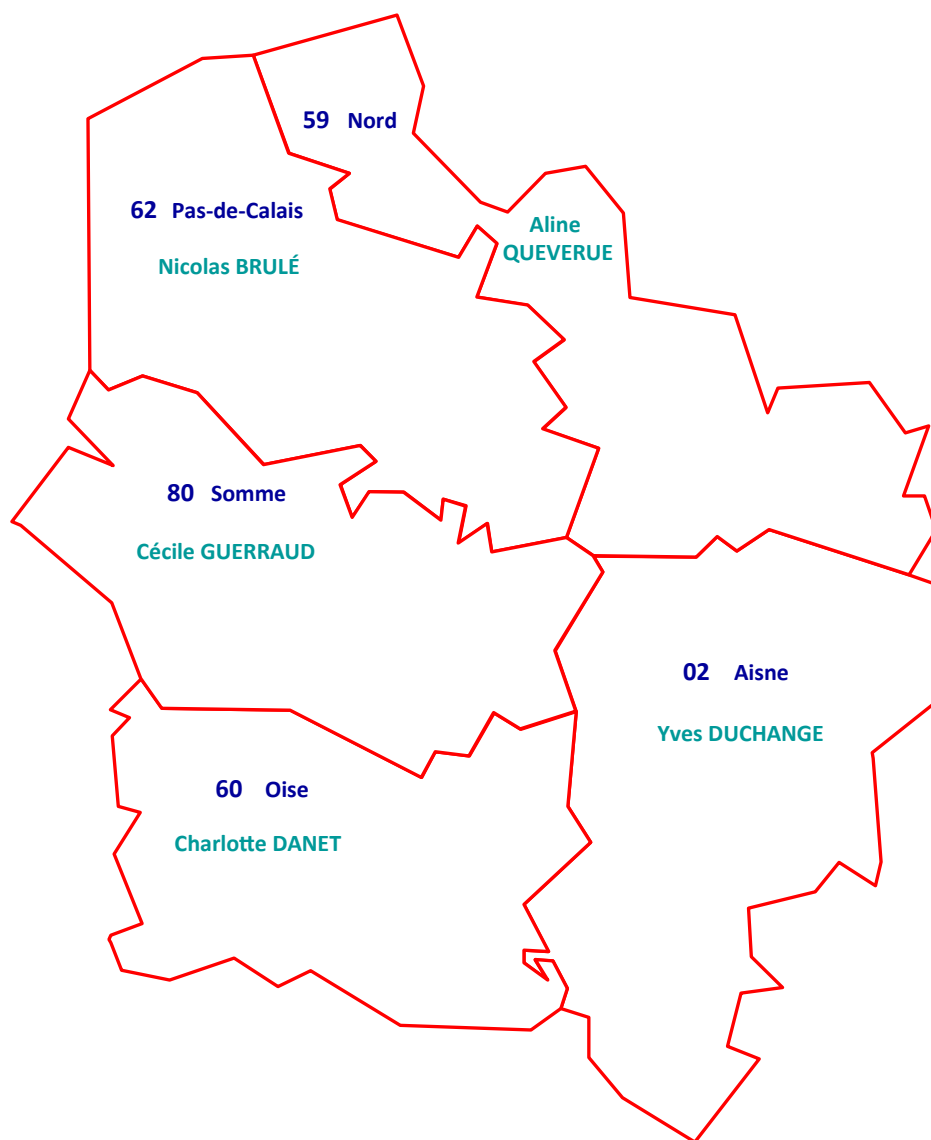 59 Nord
62 Pas-de-Calais
Aline
QUEVERUE
Nicolas BRULÉ
80 Somme
Cécile GUERRAUD
02 Aisne
Yves DUCHANGE
60 Oise
Charlotte DANET